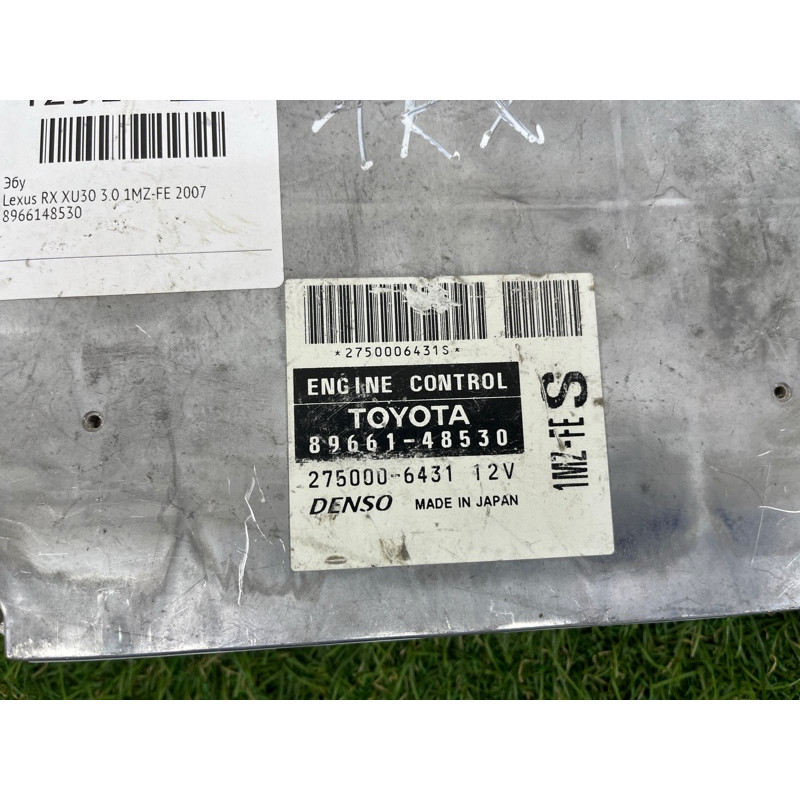 Эбу
Lexus RX XU30 3.0 1MZ-FE 2007
8966148530
*2750006431S*
ENGINE CONTROL
TOYOTA
89661-48530
275000-6431 12V
DENSO MADE IN JAPAN
1MZ-FE S